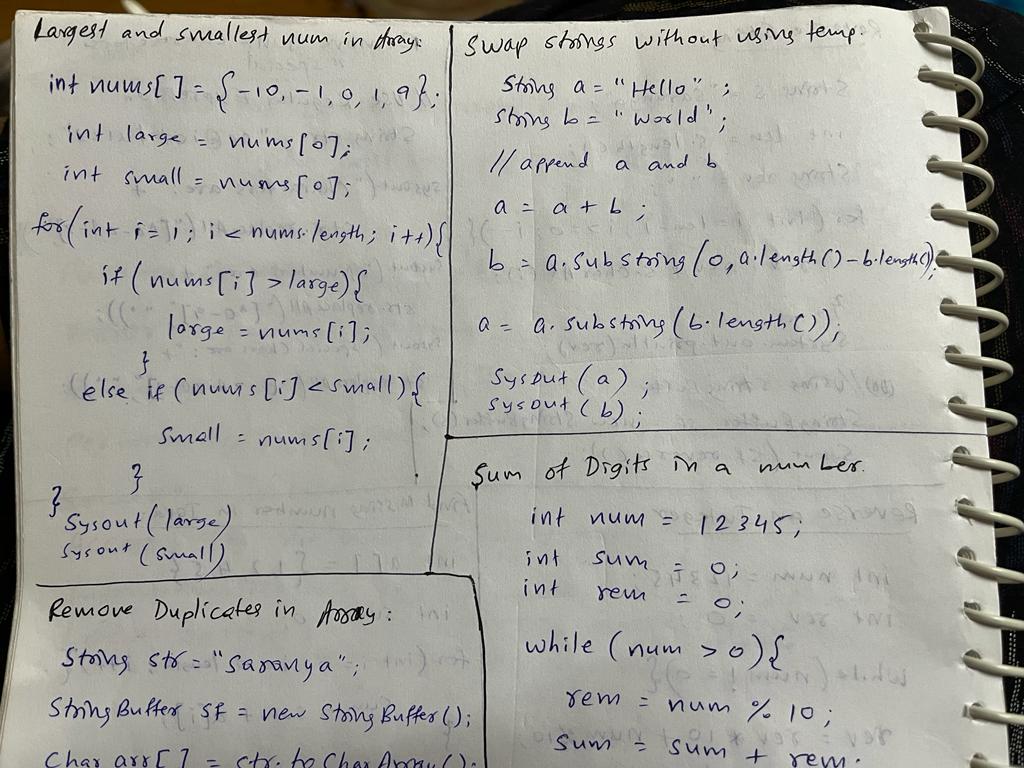 Largest and smallest num in Array:
int nums[] = {-10, -1, 0, 1, 9};
int large = nums[0];
int small = nums[0];
for(int i=1; i<nums.length; i++){
if(nums[i] > large){
large = nums[i];
}
else if(nums[i] < small){
small = nums[i];
}
}
Sysout(large)
Sysout(small)
Remove Duplicates in Array:
String str = "Saranya";
StringBuffer sf = new StringBuffer();
Char arr[] = str.toCharArray();
Swap strings without using temp.
String a = "Hello";
String b = "World";
// append a and b
a = a + b;
b = a.substring(0, a.length() - b.length());
a = a.substring(b.length());
Sysout(a);
Sysout(b);
Sum of Digits in a number.
int num = 12345;
int sum = 0;
int rem = 0;
while(num > 0){
rem = num % 10;
sum = sum + rem.